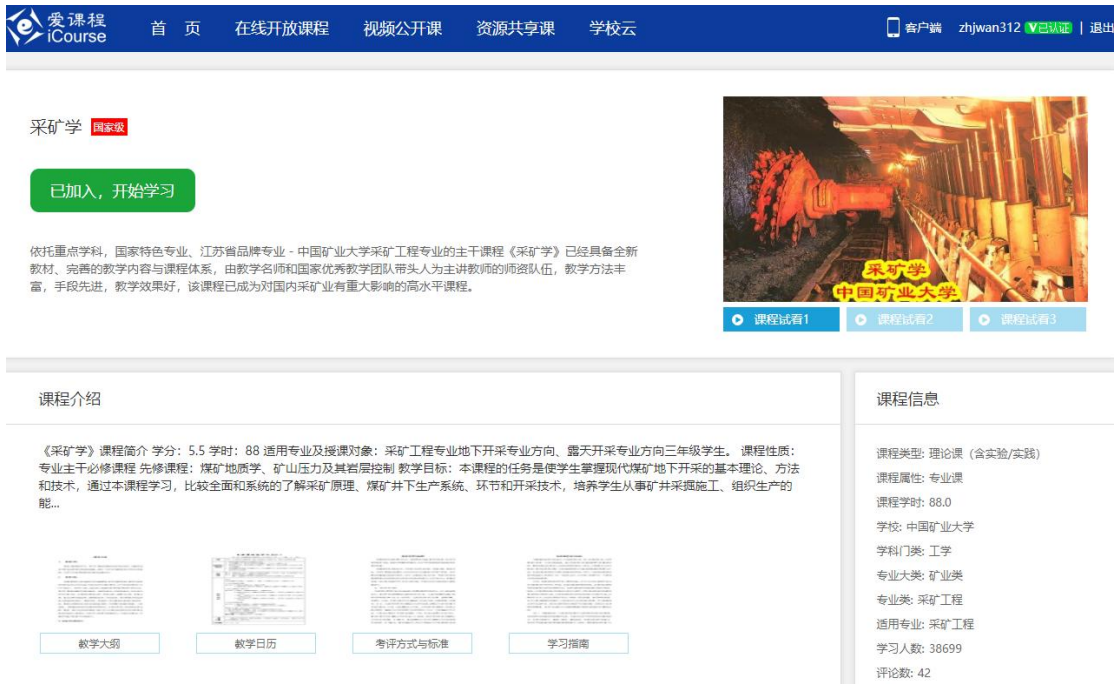 爱课程
iCourse
首 页 在线开放课程 视频公开课 资源共享课 学校云
客户端 zhjwan312 V已认证 | 退出
采矿学 国家级
已加入，开始学习
依托重点学科，国家特色专业、江苏省品牌专业 - 中国矿业大学采矿工程专业的主干课程《采矿学》已经具备全新
教材、完善的教学内容与课程体系，由教学名师和国家优秀教学团队带头人为主讲教师的师资队伍，教学方法丰
富，手段先进，教学效果好，该课程已成为对国内采矿业有重大影响的高水平课程。
采矿学
中国矿业大学
课程试看1 课程试看2 课程试看3
课程介绍
《采矿学》课程简介 学分：5.5 学时：88 适用专业及授课对象：采矿工程专业地下开采专业方向、露天开采专业方向三年级学生。 课程性质：
专业主干必修课程 先修课程：煤矿地质学、矿山压力及其岩层控制 教学目标：本课程的任务是使学生掌握现代煤矿地下开采的基本理论、方法
和技术，通过本课程学习，比较全面和系统的了解采矿原理、煤矿井下生产系统、环节和开采技术，培养学生从事矿井采掘施工、组织生产的
能...
教学大纲 教学日历 考评方式与标准 学习指南
课程信息
课程类型: 理论课（含实验/实践）
课程属性: 专业课
课程学时: 88.0
学校: 中国矿业大学
学科门类: 工学
专业大类: 矿业类
专业类: 采矿工程
适用专业: 采矿工程
学习人数: 38699
评论数: 42